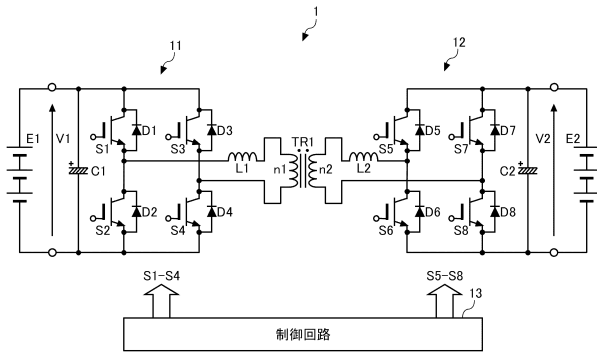 1
11
12
E1
V1
C1
S1
D1
S3
D3
S2
D2
S4
D4
L1
n1
TR1
n2
L2
S5
D5
S7
D7
S6
D6
S8
D8
C2
V2
E2
S1-S4
S5-S8
13
制御回路